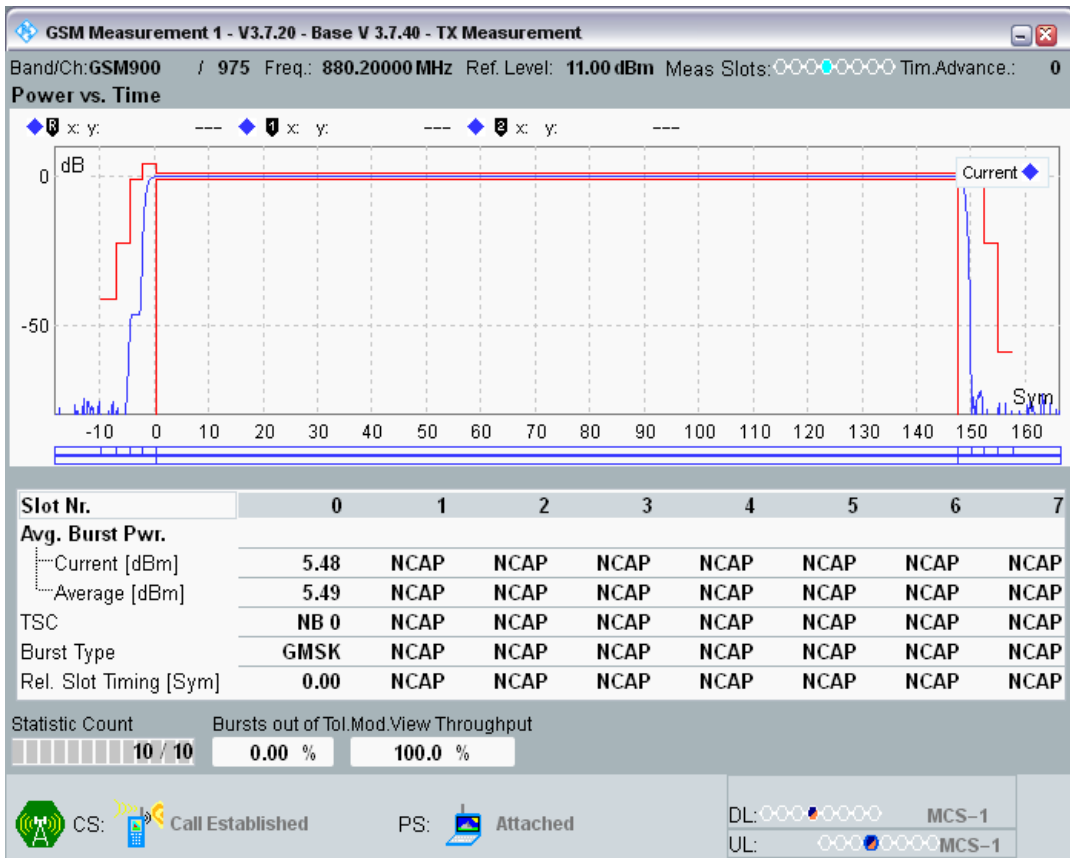 GSM Measurement 1 - V3.7.20 - Base V 3.7.40 - TX Measurement
Band/Ch:GSM900 / 975 Freq.: 880.20000 MHz Ref. Level: 11.00 dBm Meas Slots: Tim.Advance.: 0
Power vs. Time
R x: y: --- 1 x: y: --- 2 x: y: ---
dB
Current
0
-50
Sym
-10 0 10 20 30 40 50 60 70 80 90 100 110 120 130 140 150 160
Slot Nr. 0 1 2 3 4 5 6 7
Avg. Burst Pwr.
Current [dBm] 5.48 NCAP NCAP NCAP NCAP NCAP NCAP NCAP
Average [dBm] 5.49 NCAP NCAP NCAP NCAP NCAP NCAP NCAP
TSC NB 0 NCAP NCAP NCAP NCAP NCAP NCAP NCAP
Burst Type GMSK NCAP NCAP NCAP NCAP NCAP NCAP NCAP
Rel. Slot Timing [Sym] 0.00 NCAP NCAP NCAP NCAP NCAP NCAP NCAP
Statistic Count Bursts out of Tol.Mod.View Throughput
10 / 10 0.00 % 100.0 %
CS: Call Established PS: Attached
DL: MCS-1
UL: MCS-1